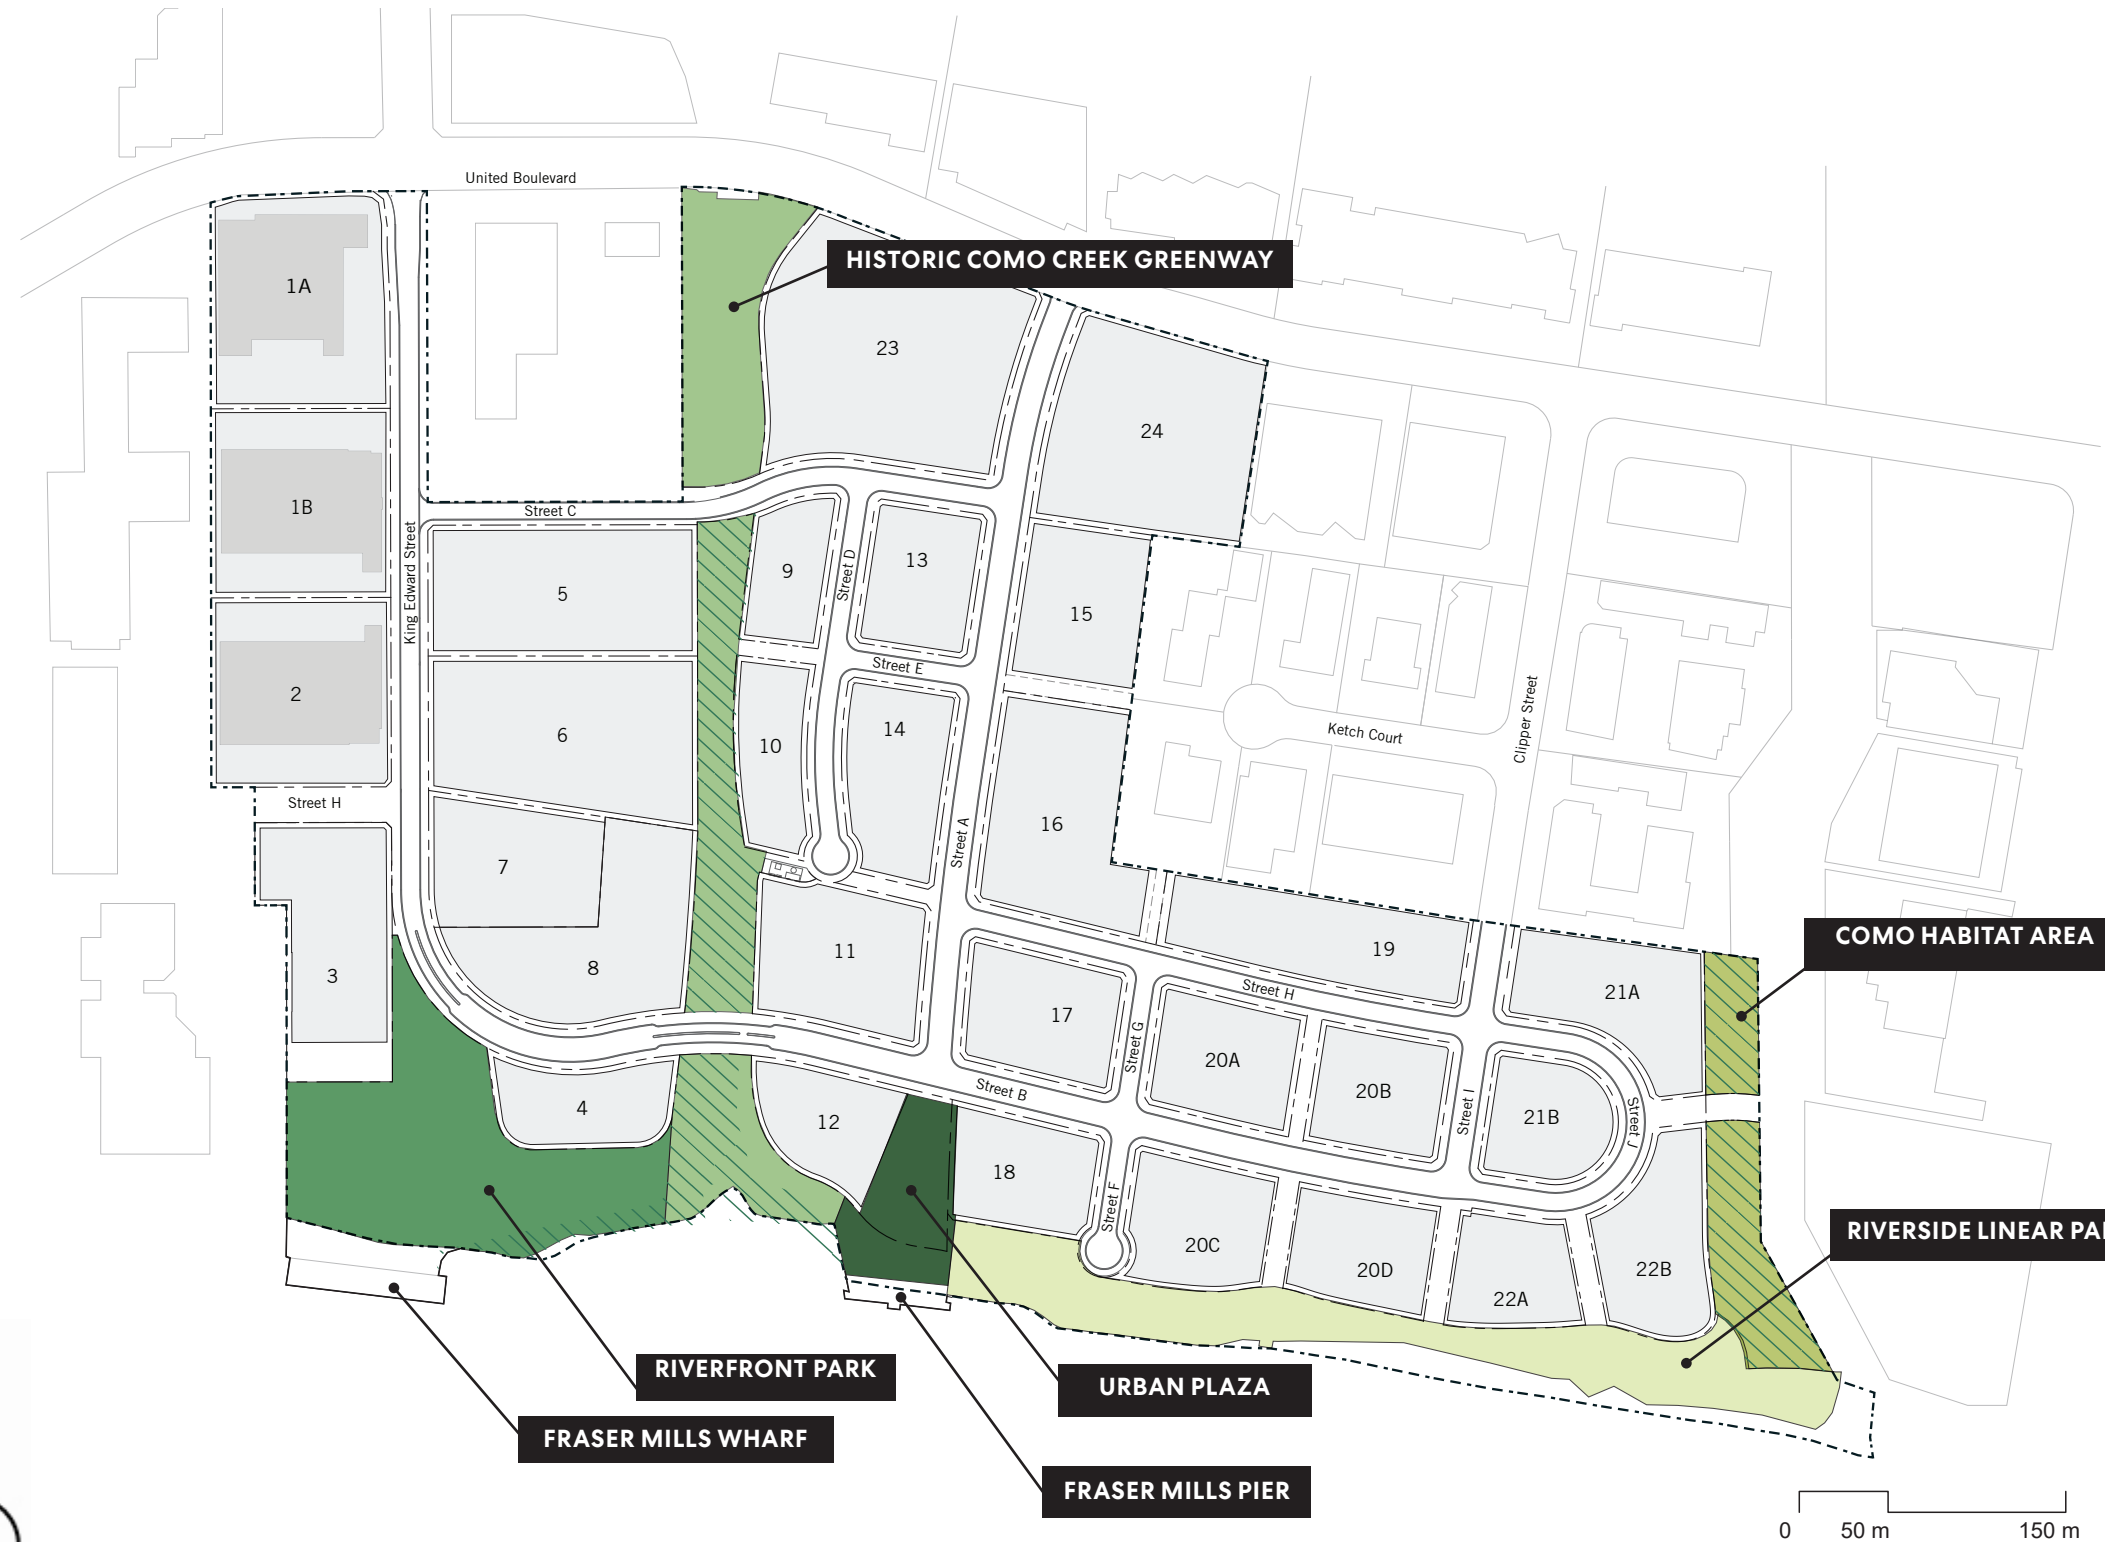 United Boulevard
HISTORIC COMO CREEK GREENWAY
1A
23
24
1B
Street C
King Edward Street
5
9
Street D
13
15
Street E
2
6
10
14
Ketch Court
Clipper Street
Street H
7
16
Street A
3
8
11
19
COMO HABITAT AREA
17
Street H
21A
Street G
20A
20B
Street B
4
12
Street I
21B
Street J
18
Street F
20C
20D
22A
22B
RIVERSIDE LINEAR PA
RIVERFRONT PARK
URBAN PLAZA
FRASER MILLS WHARF
FRASER MILLS PIER
0 50 m 150 m